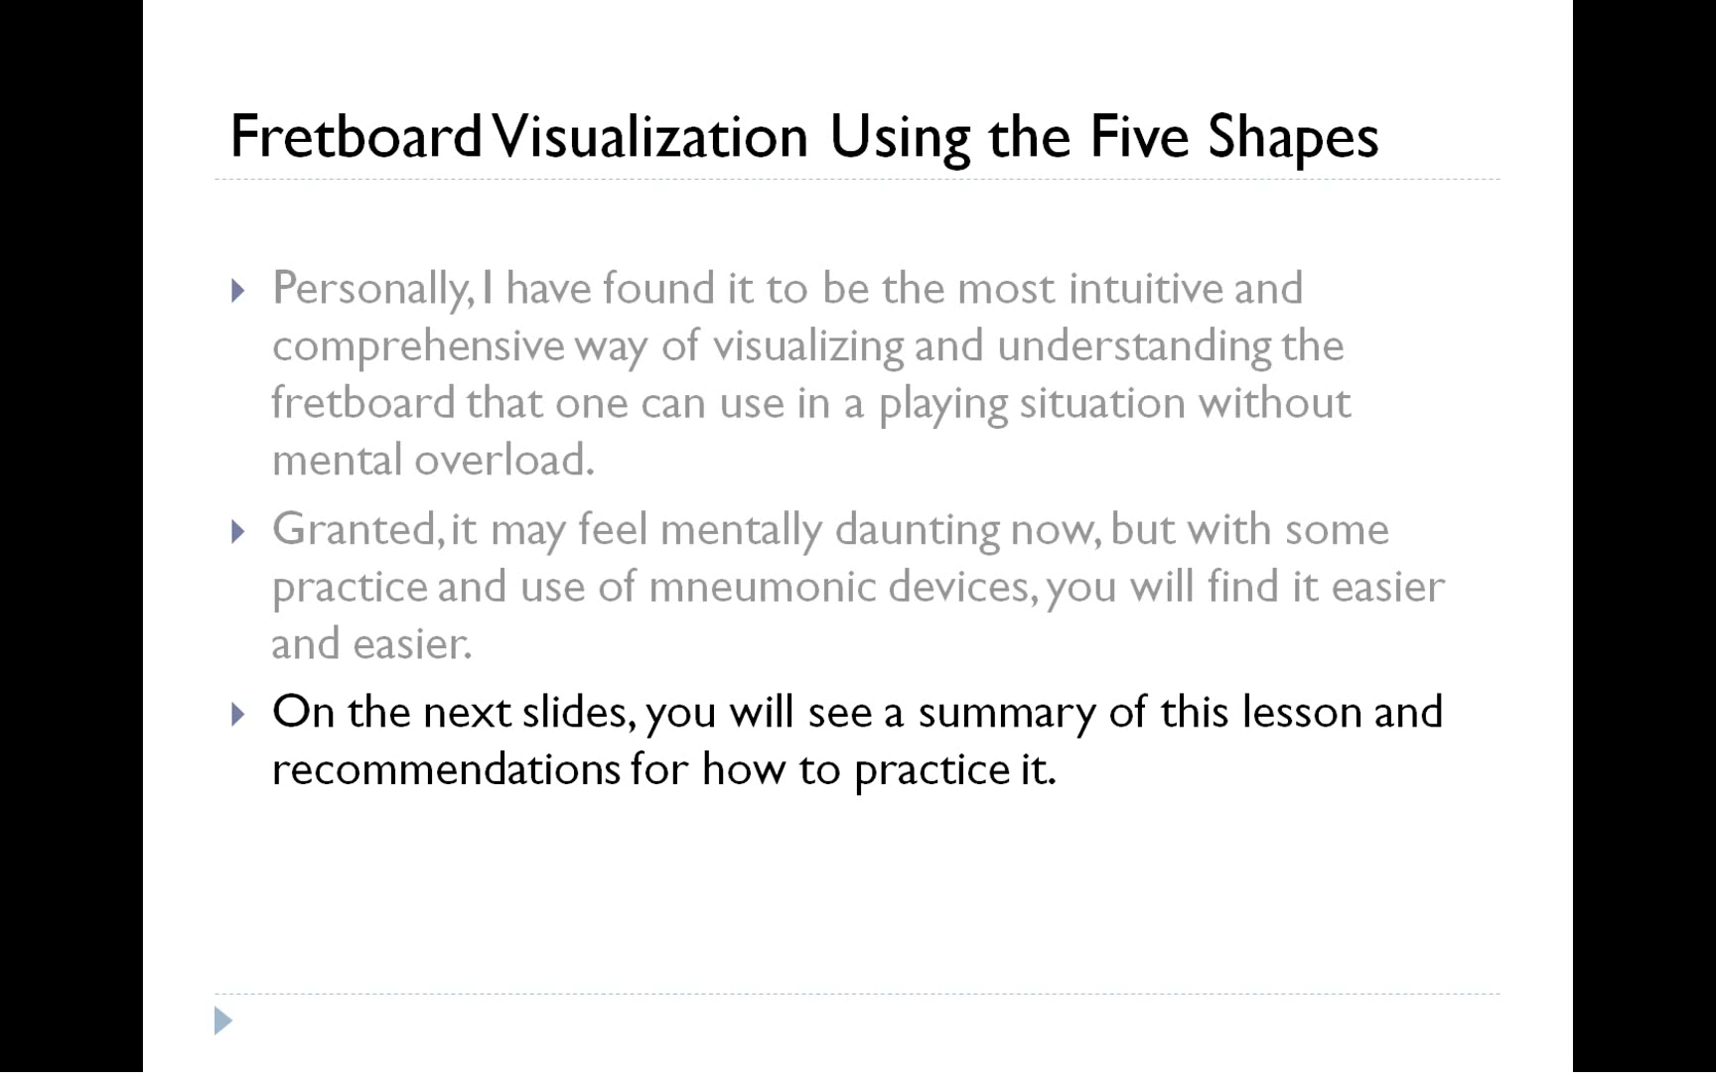 Fretboard Visualization Using the Five Shapes
Personally, I have found it to be the most intuitive and
comprehensive way of visualizing and understanding the
fretboard that one can use in a playing situation without
mental overload.
Granted, it may feel mentally daunting now, but with some
practice and use of mneumonic devices, you will find it easier
and easier.
On the next slides, you will see a summary of this lesson and
recommendations for how to practice it.